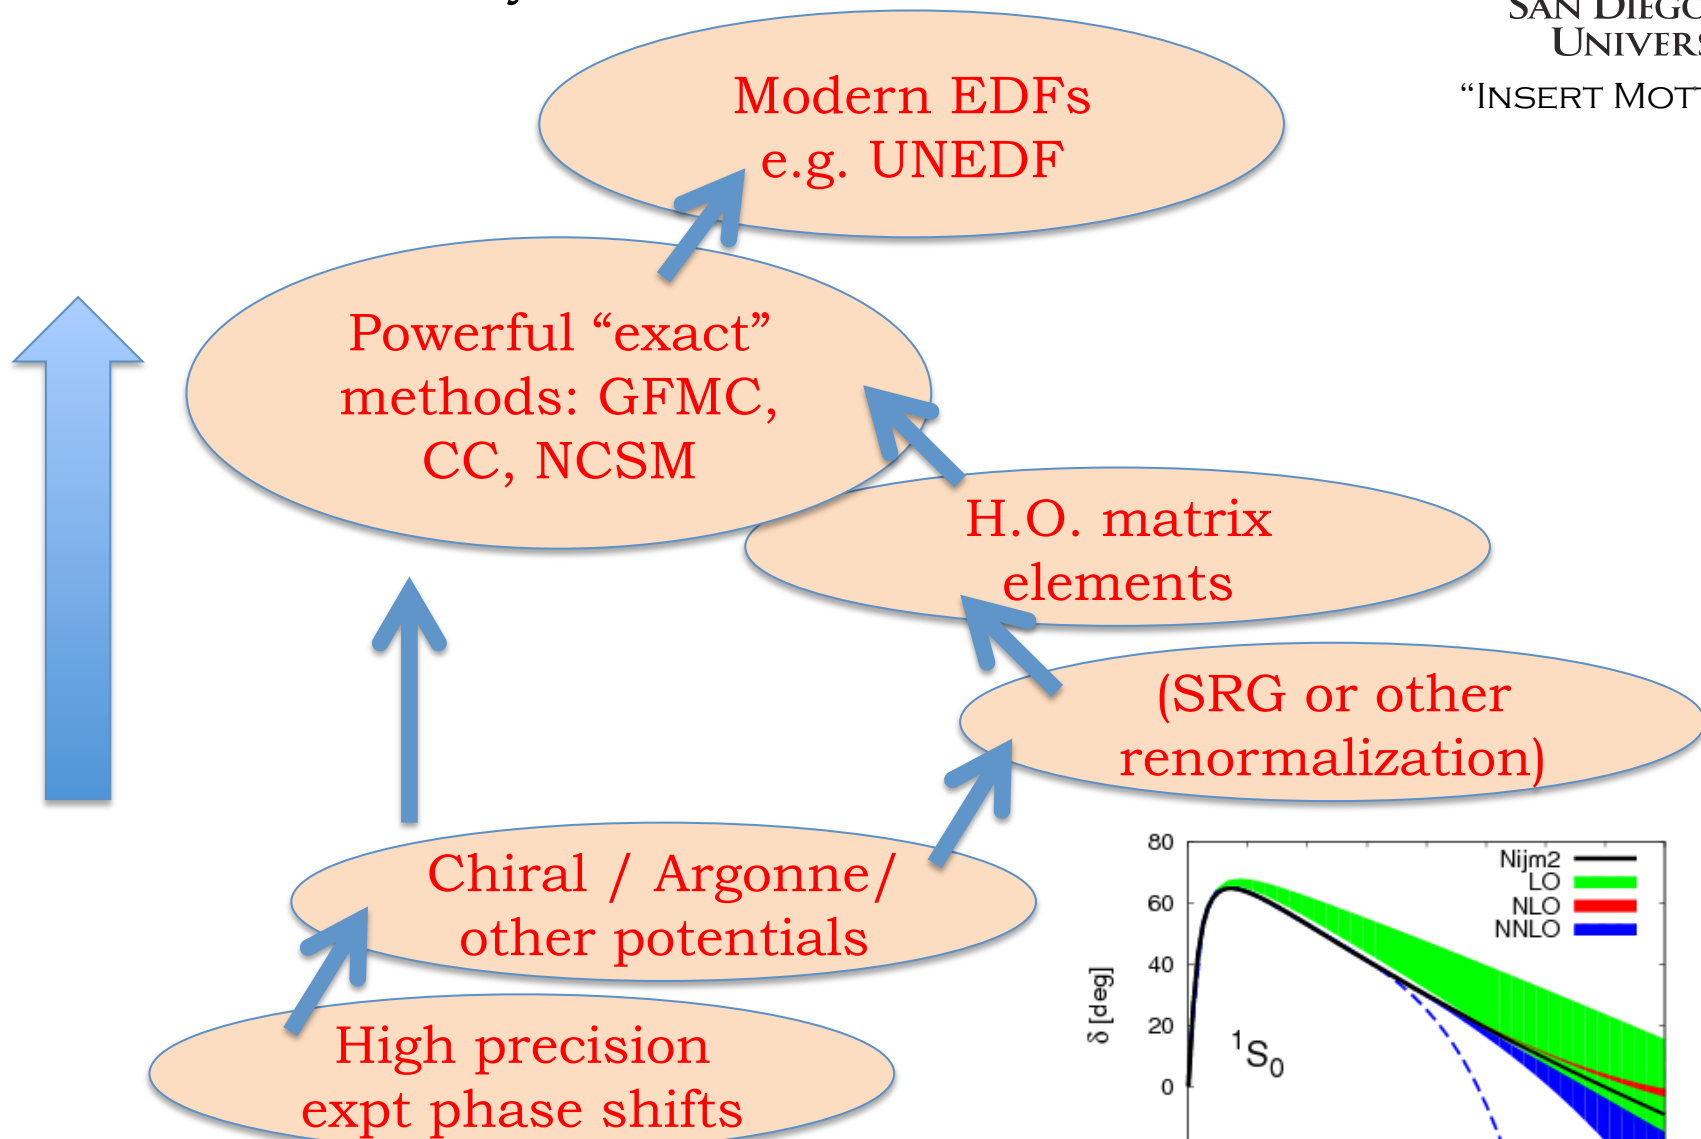 SAN DIEGO
UNIVERS
“INSERT MOT
Modern EDFs
e.g. UNEDF
Powerful “exact”
methods: GFMC,
CC, NCSM
H.O. matrix
elements
(SRG or other
renormalization)
Chiral / Argonne/
other potentials
High precision
expt phase shifts
80
60
40
20
0
δ [deg]
Nijm2
LO
NLO
NNLO
¹S₀